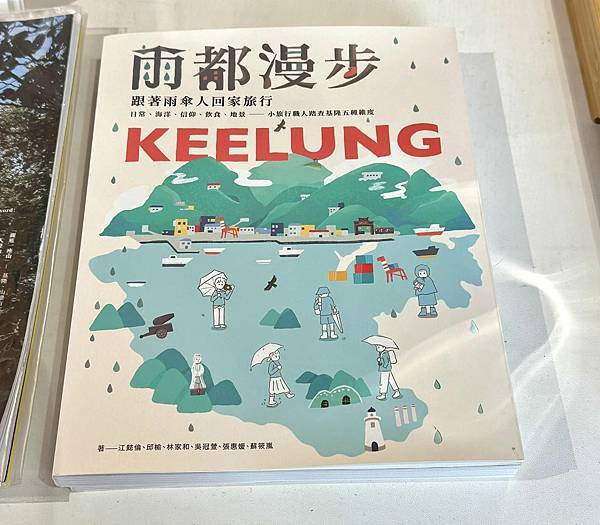 雨都漫步
跟著雨傘人回家旅行
日常、海洋、信仰、飲食、地景——小旅行職人踏查基隆五種維度
KEELUNG
著——江懿倫、邱榆、林家和、吳冠萱、張惠媛、蘇筱嵐